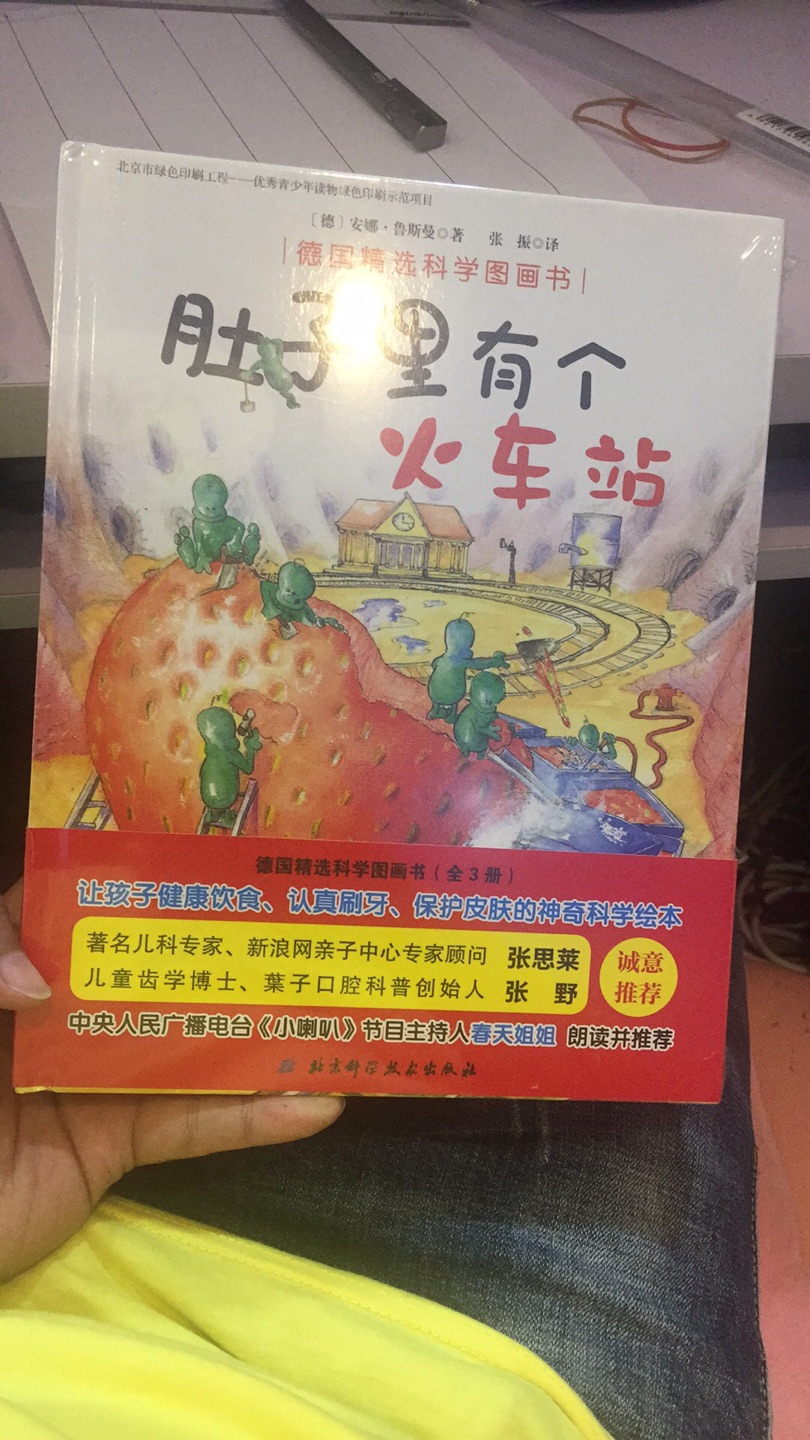 北京市绿色印刷工程——优秀青少年读物绿色印刷示范项目
〔德〕安娜·鲁斯曼◎著 张 振◎译
德国精选科学图画书
肚子里有个
火车站
德国精选科学图画书(全3册)
让孩子健康饮食、认真刷牙、保护皮肤的神奇科学绘本
著名儿科专家、新浪网亲子中心专家顾问 张思莱
儿童齿学博士、葉子口腔科普创始人 张 野
诚意
推荐
中央人民广播电台《小喇叭》节目主持人春天姐姐 朗读并推荐
北京科学技术出版社